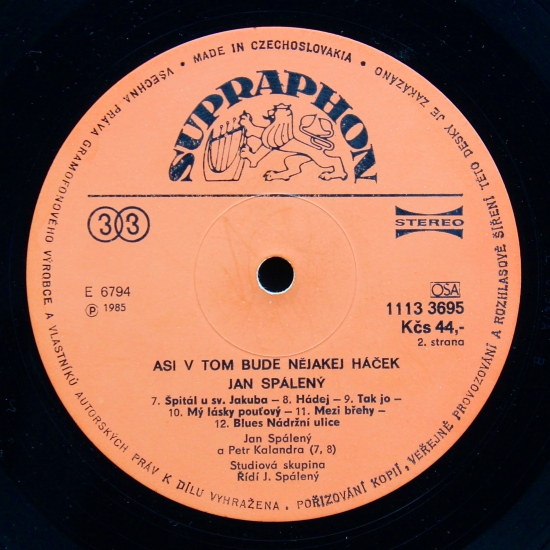 • VŠECHNA PRÁVA GRAMOFONOVÉHO VÝROBCE A VLASTNÍKŮ AUTORSKÝCH PRÁV K DÍLU VYHRAŽENA. POŘIZOVÁNÍ KOPIÍ, VEŘEJNÉ PROVOZOVÁNÍ A ROZHLASOVÉ ŠÍŘENÍ TÉTO DESKY JE ZAKÁZÁNO •
MADE IN CZECHOSLOVAKIA
SUPRAPHON
33
STEREO
E 6794
Ⓟ 1985
OSA
1113 3695
Kčs 44,-
2. strana
ASI V TOM BUDE NĚJAKEJ HÁČEK
JAN SPÁLENÝ
7. Špitál u sv. Jakuba – 8. Hádej – 9. Tak jo –
10. Mý lásky pouťový – 11. Mezi břehy –
12. Blues Nádržní ulice
Jan Spálený
a Petr Kalandra (7, 8)
Studiová skupina
Řídí J. Spálený